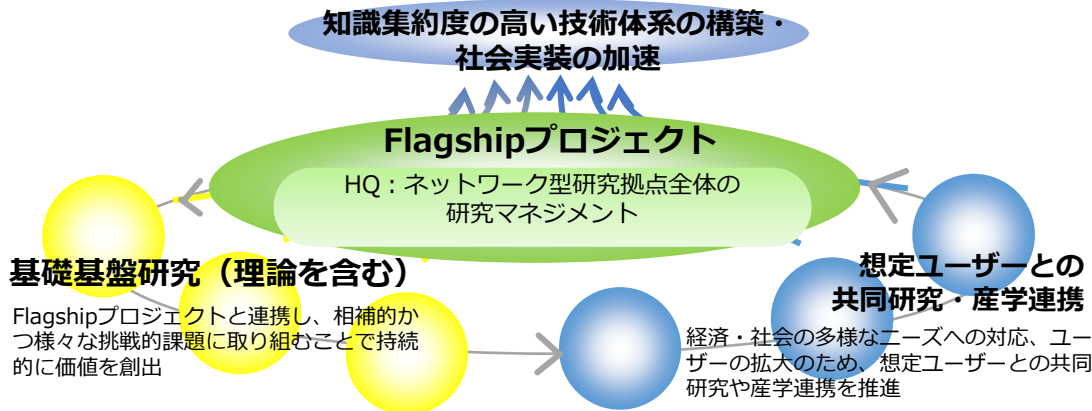 知識集約度の高い技術体系の構築・
社会実装の加速
Flagshipプロジェクト
HQ：ネットワーク型研究拠点全体の
研究マネジメント
基礎基盤研究（理論を含む）
Flagshipプロジェクトと連携し、相補的か
つ様々な挑戦的課題に取り組むことで持続
的に価値を創出
想定ユーザーとの
共同研究・産学連携
経済・社会の多様なニーズへの対応、ユー
ザーの拡大のため、想定ユーザーとの共同
研究や産学連携を推進